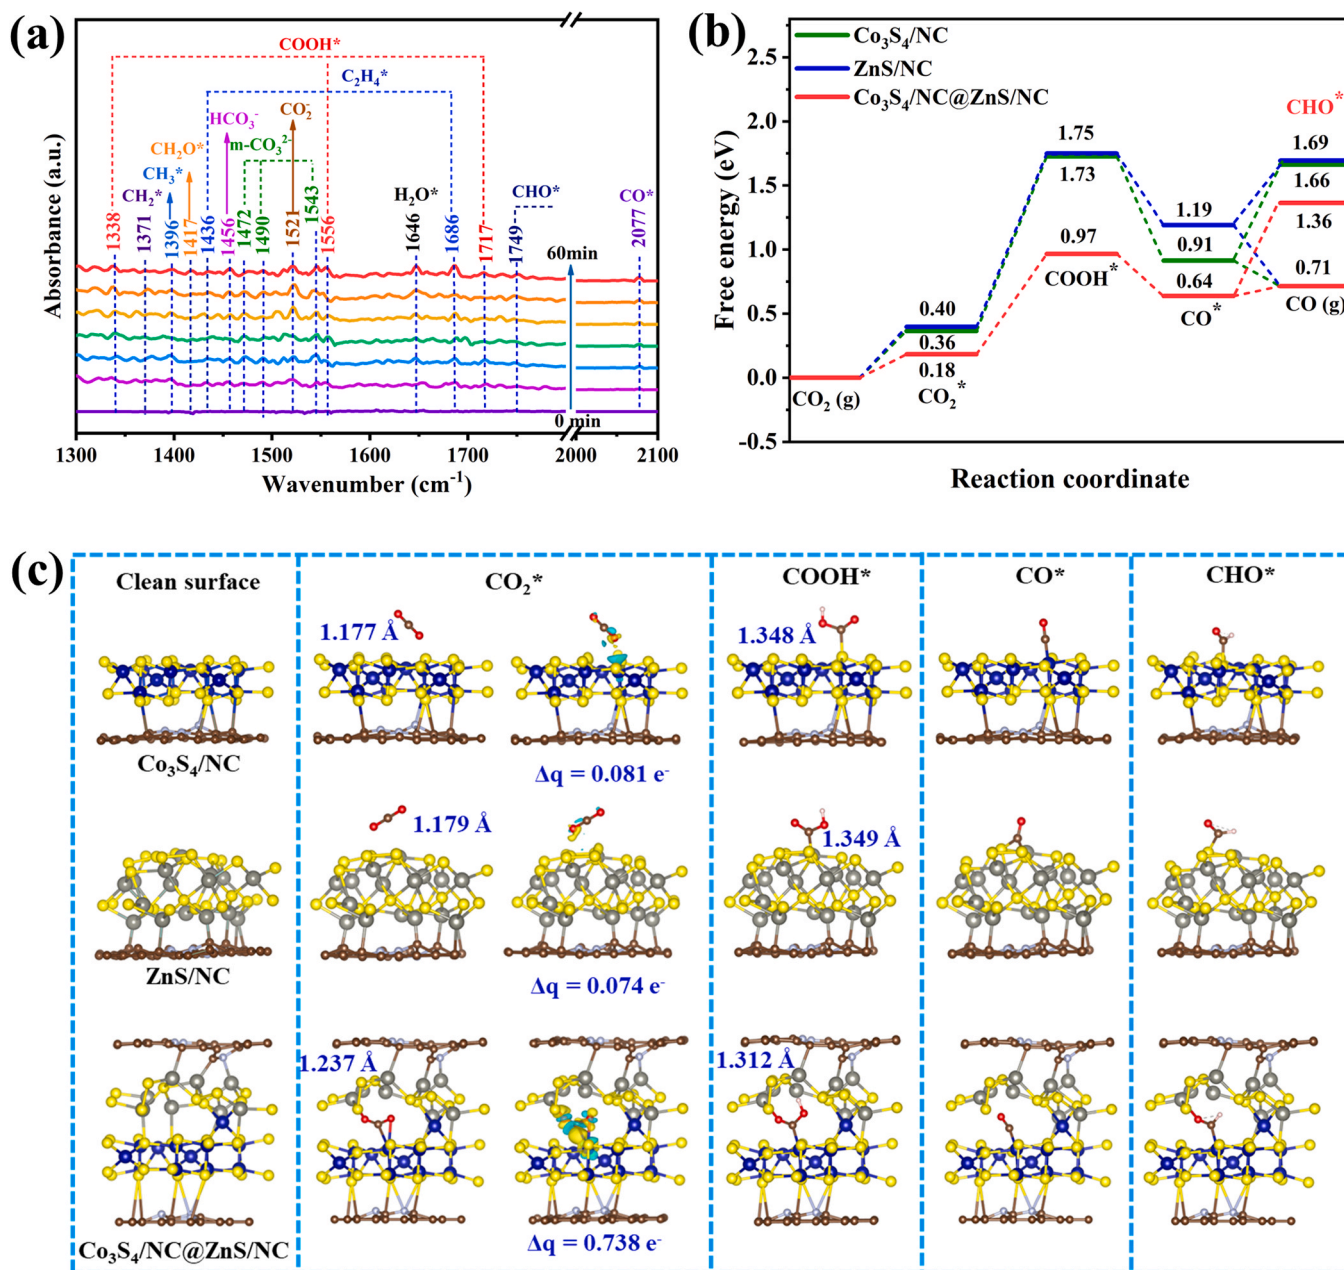 (a)
COOH*
C₂H₄*
HCO₃⁻
CO₂⁻
m-CO₃²⁻
CH₂O*
CH₃*
CH₂*
H₂O*
CHO*
CO*
1338
1371
1396
1417
1436
1456
1472
1490
1521
1543
1556
1646
1686
1717
1749
2077
60min
0 min
Absorbance (a.u.)
1300 1400 1500 1600 1700 2000 2100
Wavenumber (cm⁻¹)
(b)
Co₃S₄/NC
ZnS/NC
Co₃S₄/NC@ZnS/NC
CHO*
Free energy (eV)
2.5
2.0
1.5
1.0
0.5
0.0
-0.5
1.75
1.73
1.69
1.66
1.36
1.19
0.97
0.91
0.71
0.64
0.40
0.36
0.18
CO₂ (g)
CO₂*
COOH*
CO*
CO (g)
Reaction coordinate
(c)
Clean surface
CO₂*
COOH*
CO*
CHO*
1.177 Å
1.348 Å
Co₃S₄/NC
Δq = 0.081 e⁻
1.179 Å
1.349 Å
ZnS/NC
Δq = 0.074 e⁻
1.237 Å
1.312 Å
Co₃S₄/NC@ZnS/NC
Δq = 0.738 e⁻